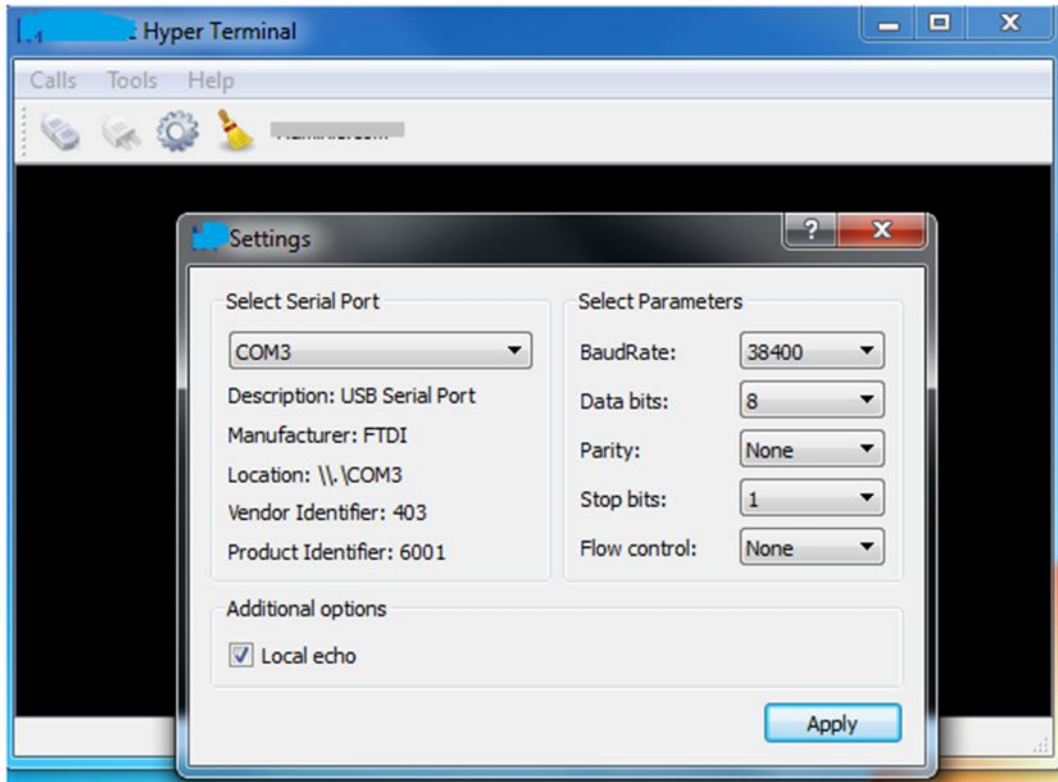 Hyper Terminal
Calls Tools Help
Settings
Select Serial Port
COM3
Description: USB Serial Port
Manufacturer: FTDI
Location: \\.\COM3
Vendor Identifier: 403
Product Identifier: 6001
Select Parameters
BaudRate: 38400
Data bits: 8
Parity: None
Stop bits: 1
Flow control: None
Additional options
Local echo
Apply